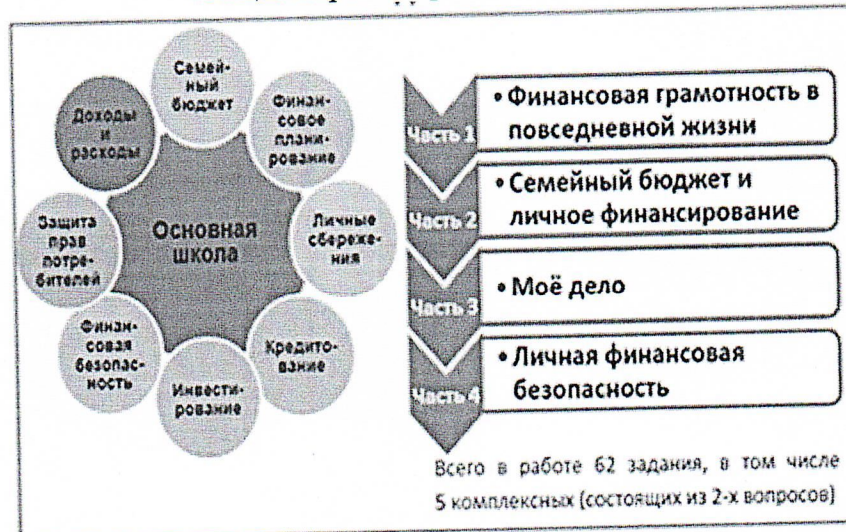 Семей-
ный
бюджет
Финан-
совое
плани-
рование
Личные
сбереже-
ния
Кредито-
вание
Инвести-
рование
Финан-
совая
безопас-
ность
Защита
прав
потре-
бителей
Доходы
и
расходы
Основная
школа
Часть 1
• Финансовая грамотность в
повседневной жизни
Часть 2
• Семейный бюджет и
личное финансирование
Часть 3
• Моё дело
Часть 4
• Личная финансовая
безопасность
Всего в работе 62 задания, в том числе
5 комплексных (состоящих из 2-х вопросов)